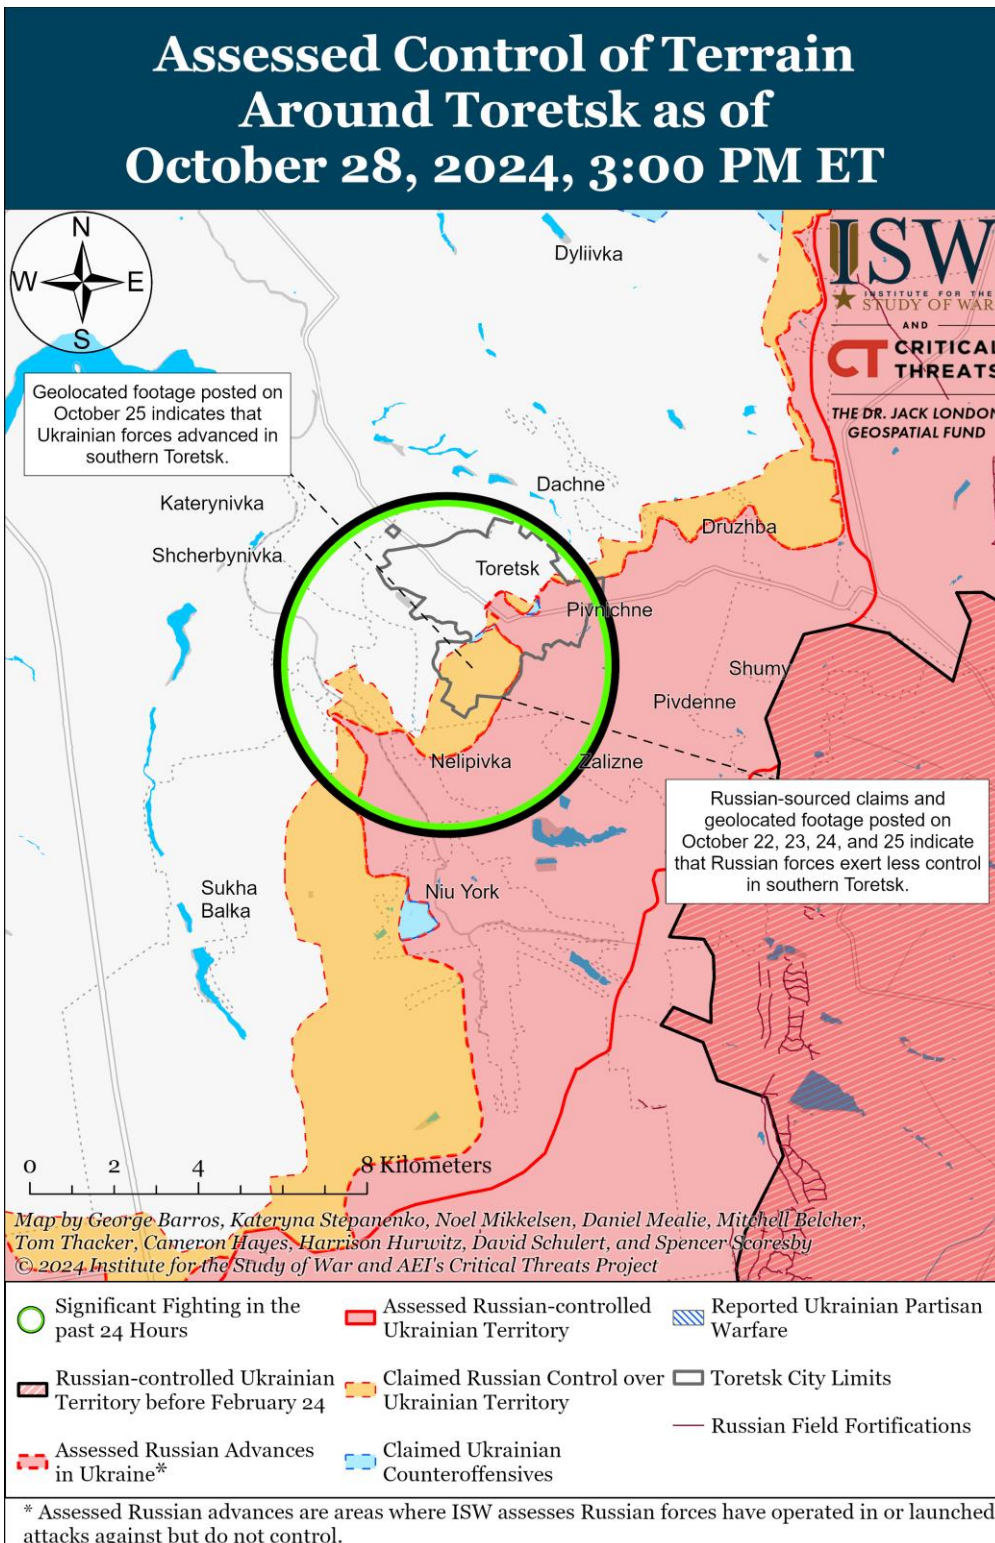 Assessed Control of Terrain
Around Toretsk as of
October 28, 2024, 3:00 PM ET
N
W
E
S
ISW
INSTITUTE FOR THE
STUDY OF WAR
AND
CT CRITICAL
THREATS
THE DR. JACK LONDON
GEOSPATIAL FUND
Dyliivka
Geolocated footage posted on
October 25 indicates that
Ukrainian forces advanced in
southern Toretsk.
Katerynivka
Dachne
Druzhba
Shcherbynivka
Toretsk
Pivnichne
Shumy
Pivdenne
Nelipivka
Zalizne
Russian-sourced claims and
geolocated footage posted on
October 22, 23, 24, and 25 indicate
that Russian forces exert less control
in southern Toretsk.
Sukha
Balka
Niu York
0 2 4 8 Kilometers
Map by George Barros, Kateryna Stepanenko, Noel Mikkelsen, Daniel Mealie, Mitchell Belcher,
Tom Thacker, Cameron Hayes, Harrison Hurwitz, David Schulert, and Spencer Scoresby
© 2024 Institute for the Study of War and AEI's Critical Threats Project
Significant Fighting in the
past 24 Hours
Russian-controlled Ukrainian
Territory before February 24
Assessed Russian Advances
in Ukraine*
Assessed Russian-controlled
Ukrainian Territory
Claimed Russian Control over
Ukrainian Territory
Claimed Ukrainian
Counteroffensives
Reported Ukrainian Partisan
Warfare
Toretsk City Limits
Russian Field Fortifications
* Assessed Russian advances are areas where ISW assesses Russian forces have operated in or launched
attacks against but do not control.